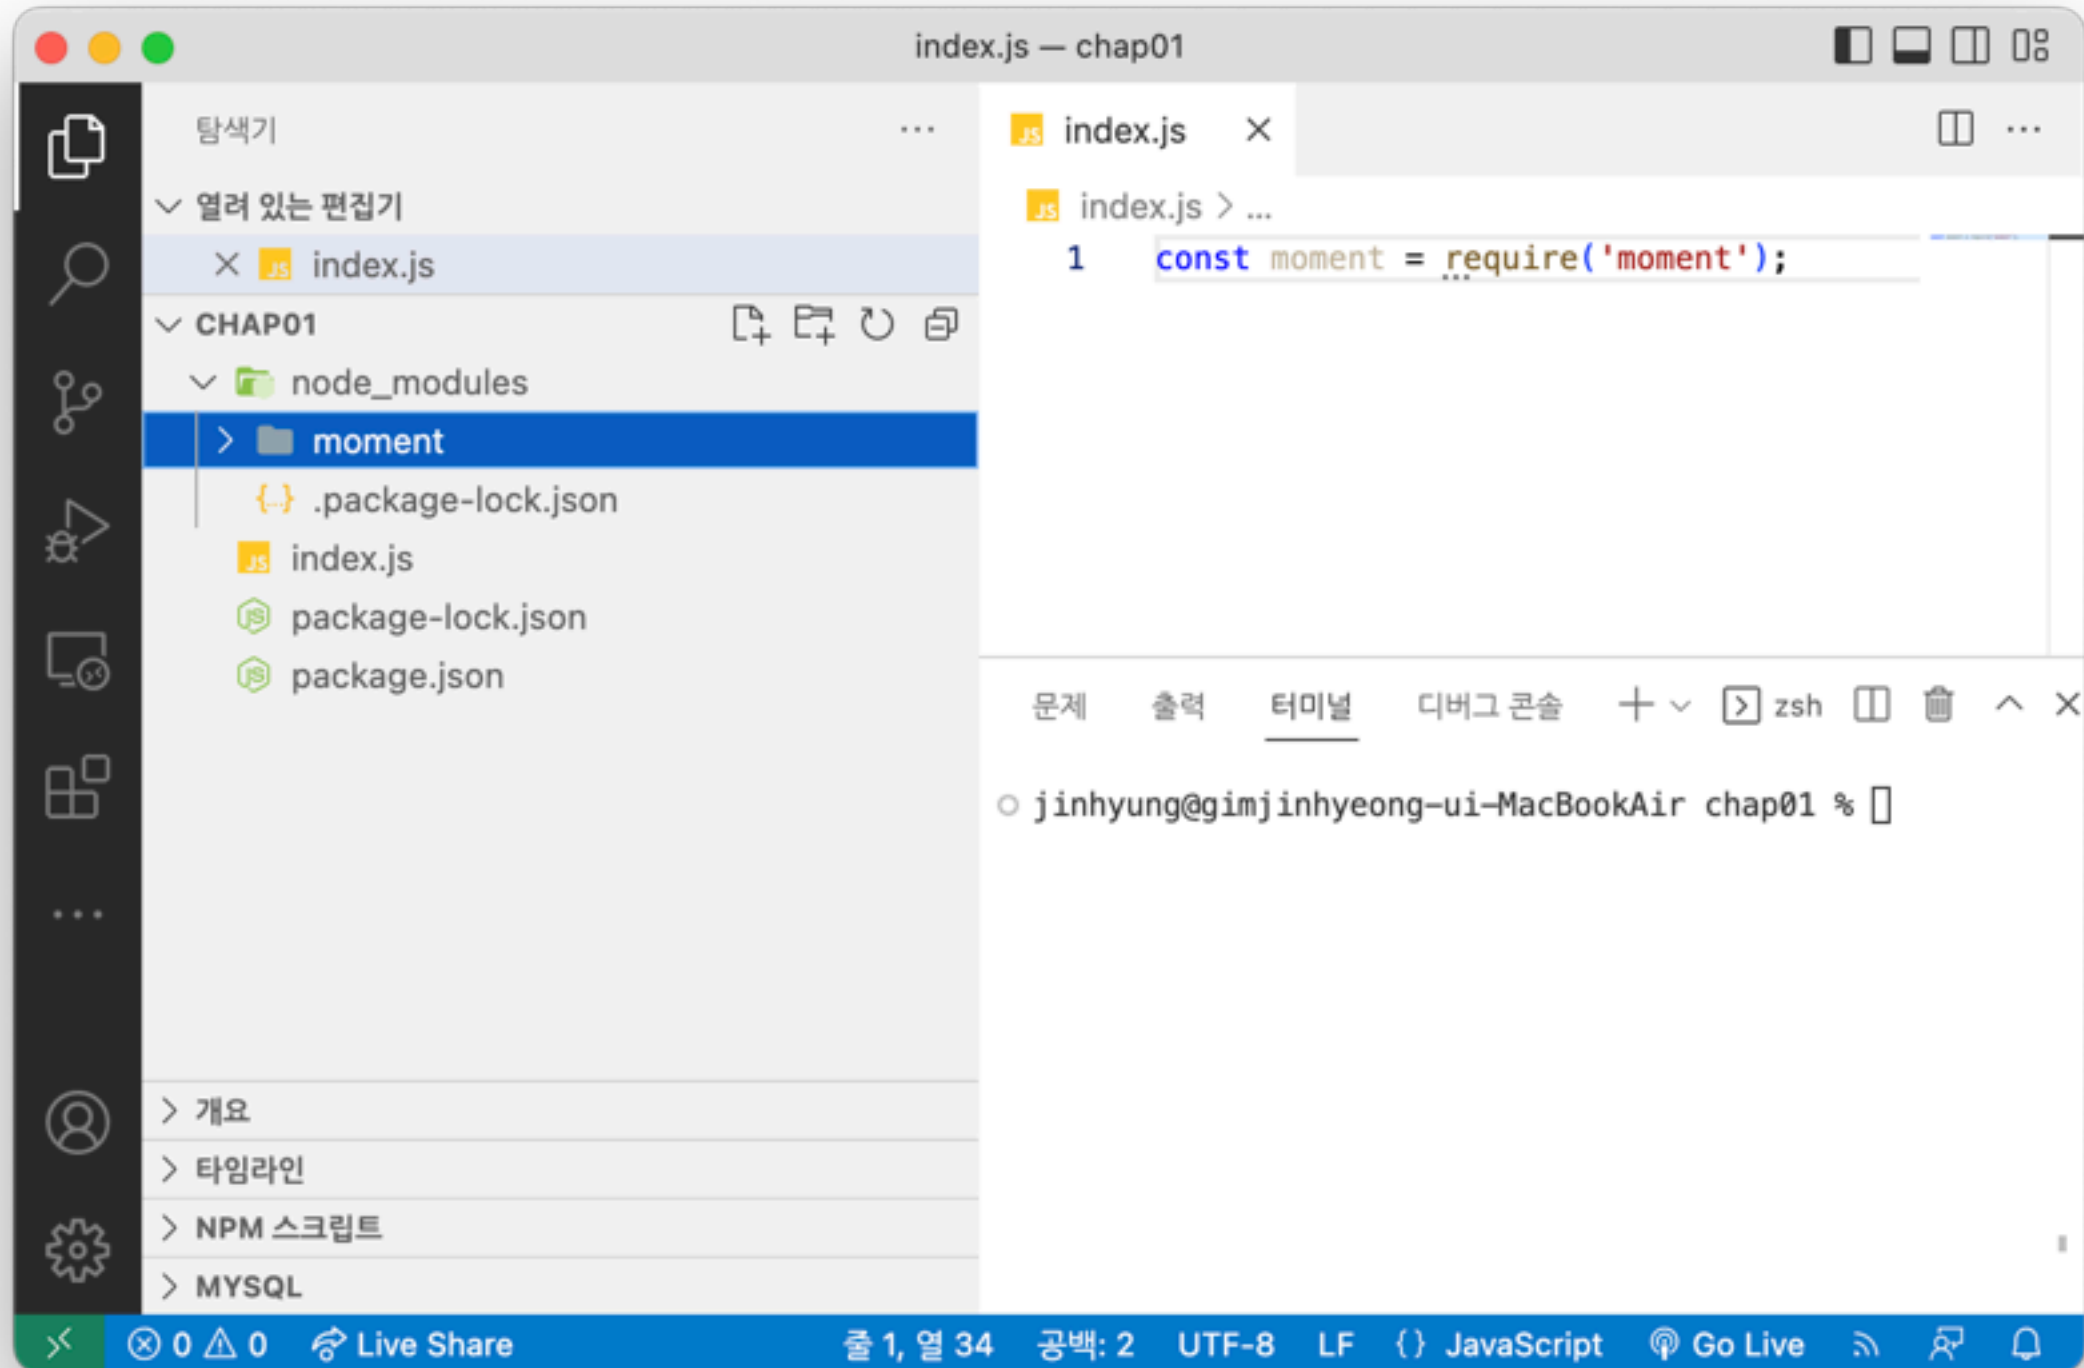 index.js — chap01
탐색기
열려 있는 편집기
index.js
CHAP01
node_modules
moment
.package-lock.json
index.js
package-lock.json
package.json
개요
타임라인
NPM 스크립트
MYSQL
index.js
index.js > ...
1 const moment = require('moment');
문제 출력 터미널 디버그 콘솔 zsh
jinhyung@gimjinhyeong-ui-MacBookAir chap01 %
0 0 Live Share 줄 1, 열 34 공백: 2 UTF-8 LF {} JavaScript Go Live